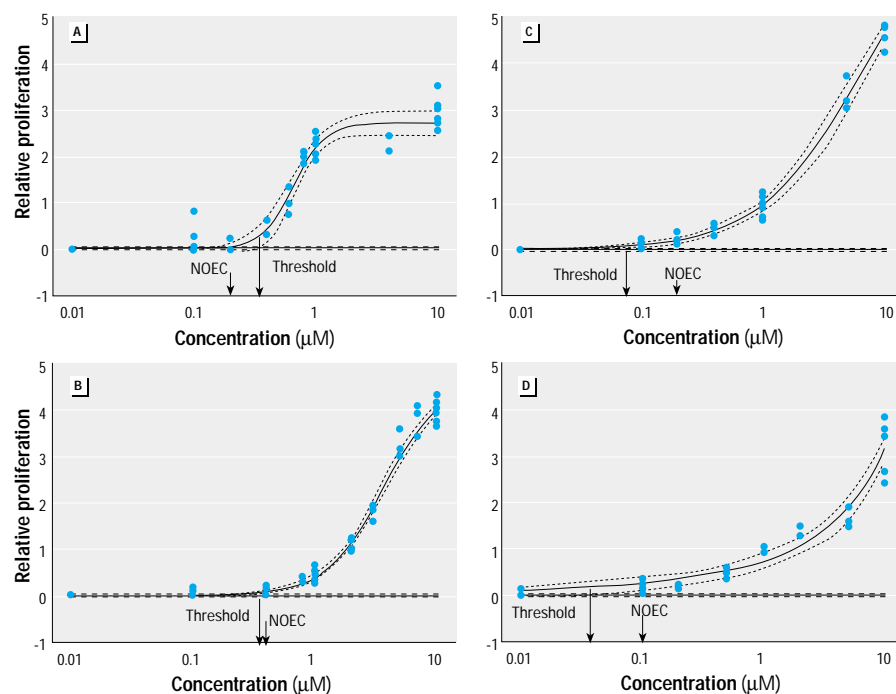 A
Relative proliferation
5
4
3
2
1
0
-1
NOEC
Threshold
0.01
0.1
1
10
Concentration (μM)
C
5
4
3
2
1
0
-1
Threshold
NOEC
0.01
0.1
1
10
Concentration (μM)
B
Relative proliferation
5
4
3
2
1
0
-1
Threshold
NOEC
0.01
0.1
1
10
Concentration (μM)
D
5
4
3
2
1
0
-1
Threshold
NOEC
0.01
0.1
1
10
Concentration (μM)